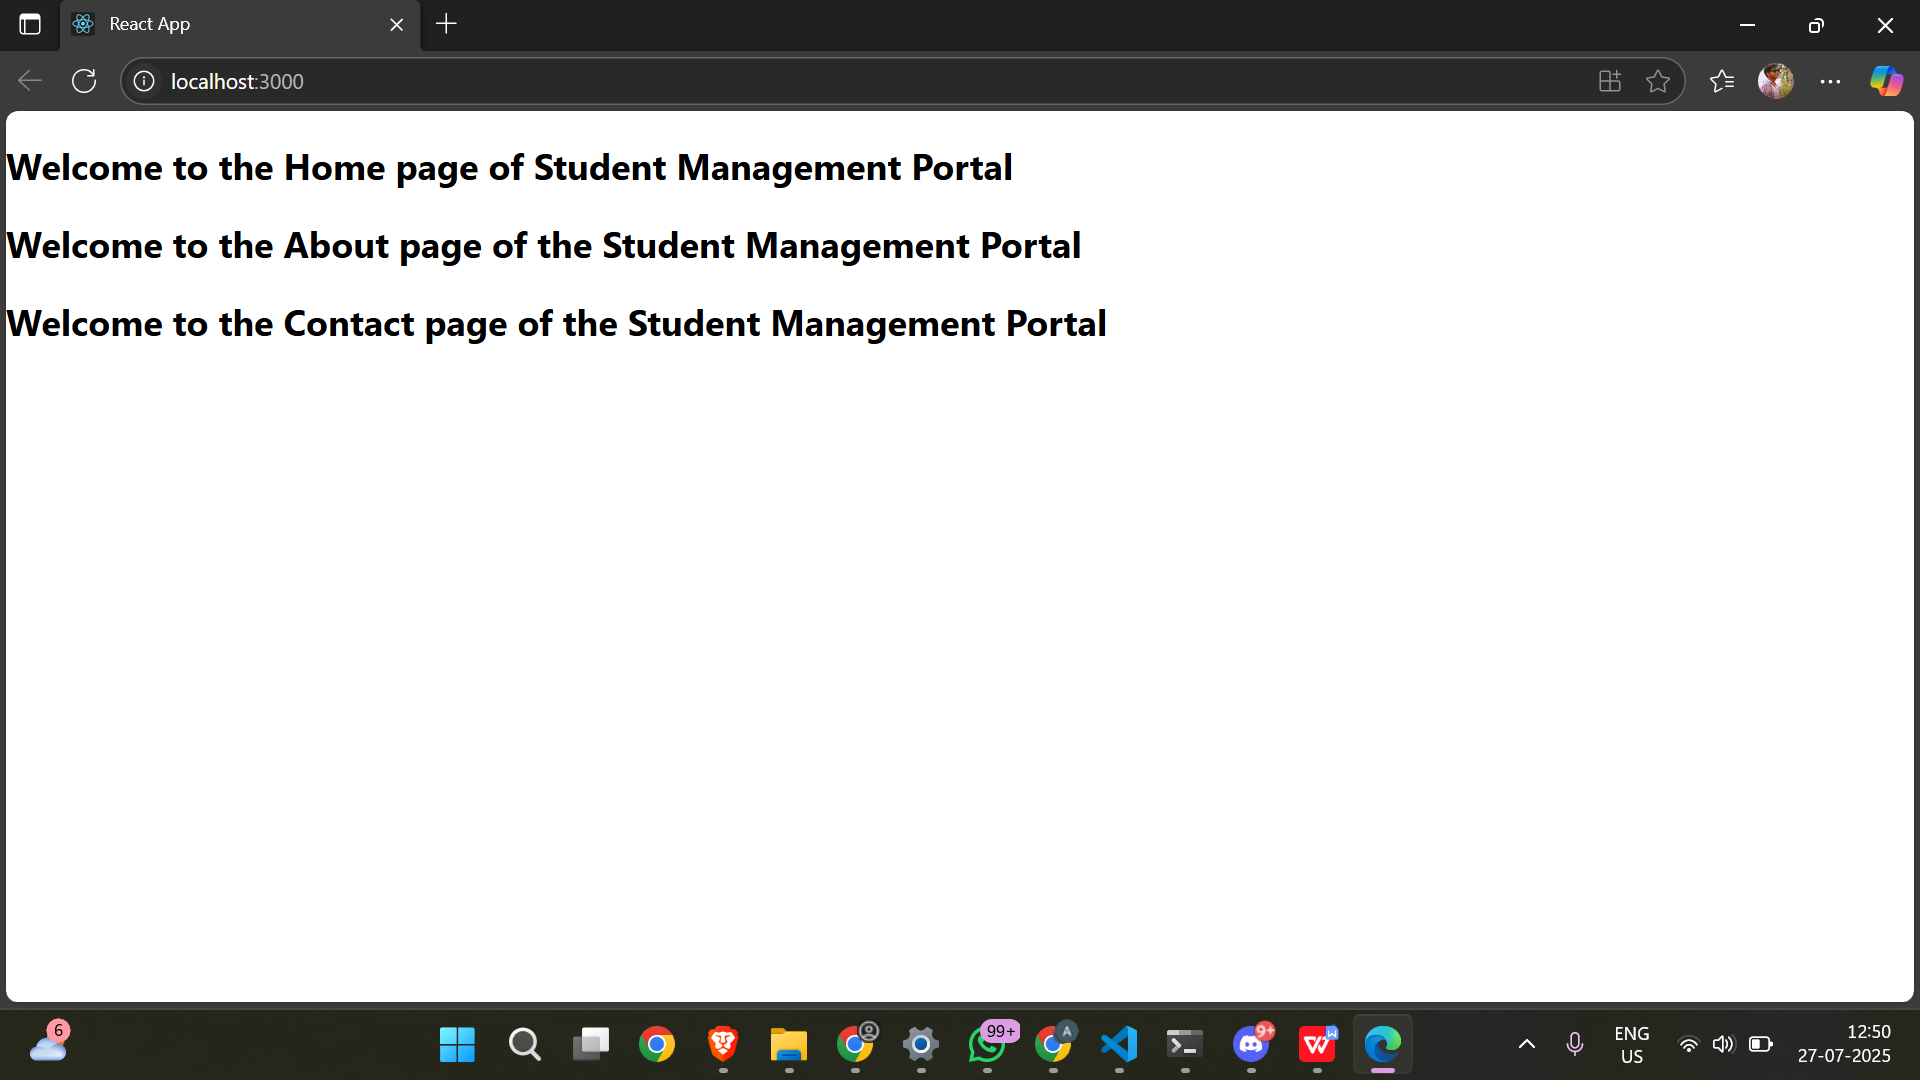 React App
localhost:3000
Welcome to the Home page of Student Management Portal
Welcome to the About page of the Student Management Portal
Welcome to the Contact page of the Student Management Portal
6
99+
A
9+
W
ENG
US
12:50
27-07-2025